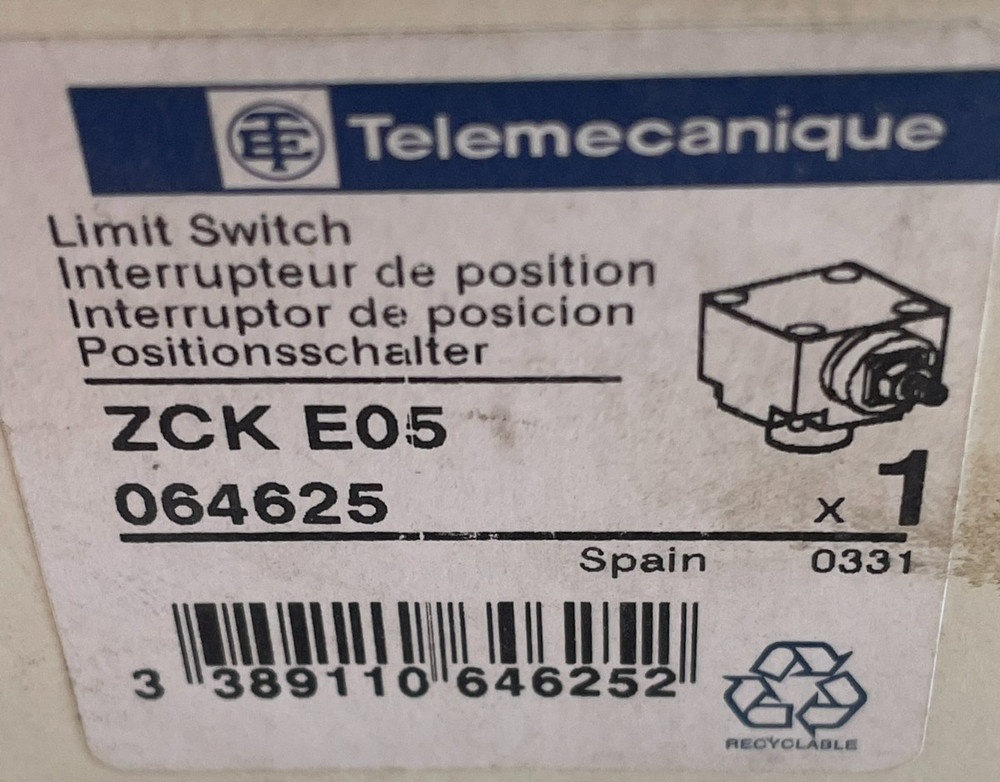 TE Telemecanique
Limit Switch
Interrupteur de position
Interruptor de posicion
Positionsschalter
ZCK E05
064625
x 1
Spain 0331
3 389110 646252
RECYCLABLE